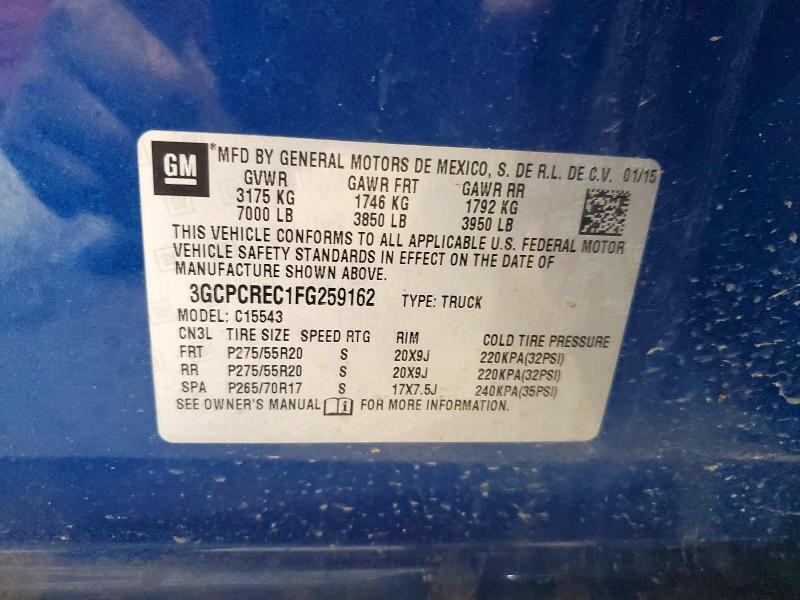 GM
MFD BY GENERAL MOTORS DE MEXICO, S. DE R.L. DE C.V. 01/15
GVWR GAWR FRT GAWR RR
3175 KG 1746 KG 1792 KG
7000 LB 3850 LB 3950 LB
THIS VEHICLE CONFORMS TO ALL APPLICABLE U.S. FEDERAL MOTOR
VEHICLE SAFETY STANDARDS IN EFFECT ON THE DATE OF
MANUFACTURE SHOWN ABOVE.
3GCPCREC1FG259162 TYPE: TRUCK
MODEL: C15543
CN3L TIRE SIZE SPEED RTG RIM COLD TIRE PRESSURE
FRT P275/55R20 S 20X9J 220KPA(32PSI)
RR P275/55R20 S 20X9J 220KPA(32PSI)
SPA P265/70R17 S 17X7.5J 240KPA(35PSI)
SEE OWNER'S MANUAL FOR MORE INFORMATION.